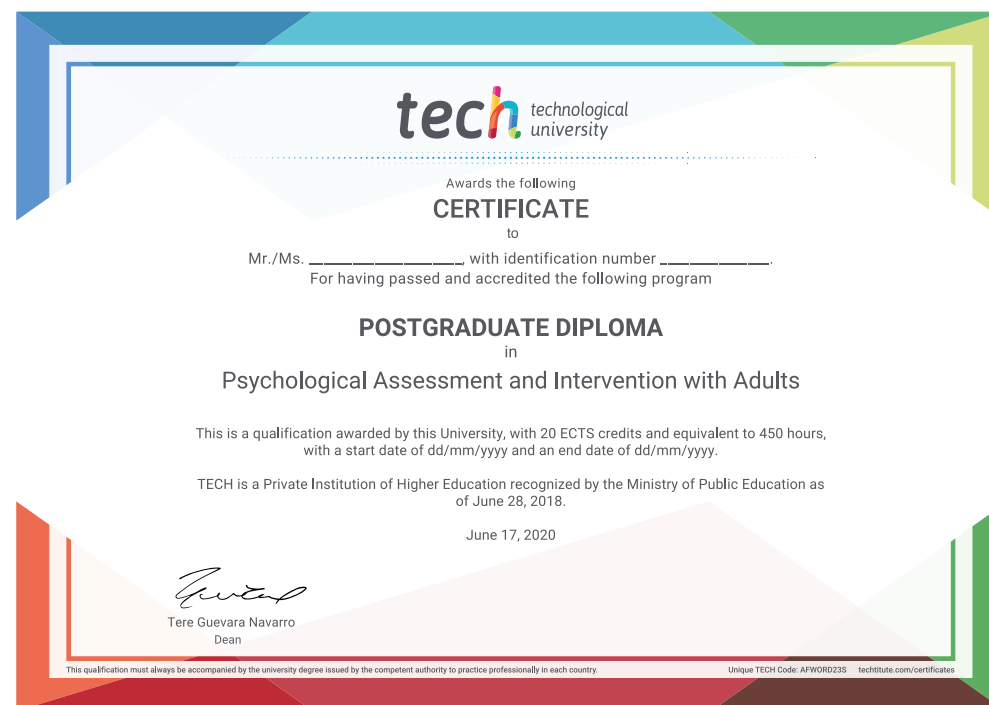 tech technological
university
Awards the following
CERTIFICATE
to
Mr./Ms. ____________________, with identification number ______________.
For having passed and accredited the following program
POSTGRADUATE DIPLOMA
in
Psychological Assessment and Intervention with Adults
This is a qualification awarded by this University, with 20 ECTS credits and equivalent to 450 hours,
with a start date of dd/mm/yyyy and an end date of dd/mm/yyyy.
TECH is a Private Institution of Higher Education recognized by the Ministry of Public Education as
of June 28, 2018.
June 17, 2020
Tere Guevara Navarro
Dean
This qualification must always be accompanied by the university degree issued by the competent authority to practice professionally in each country. Unique TECH Code: AFWORD23S techtitute.com/certificates